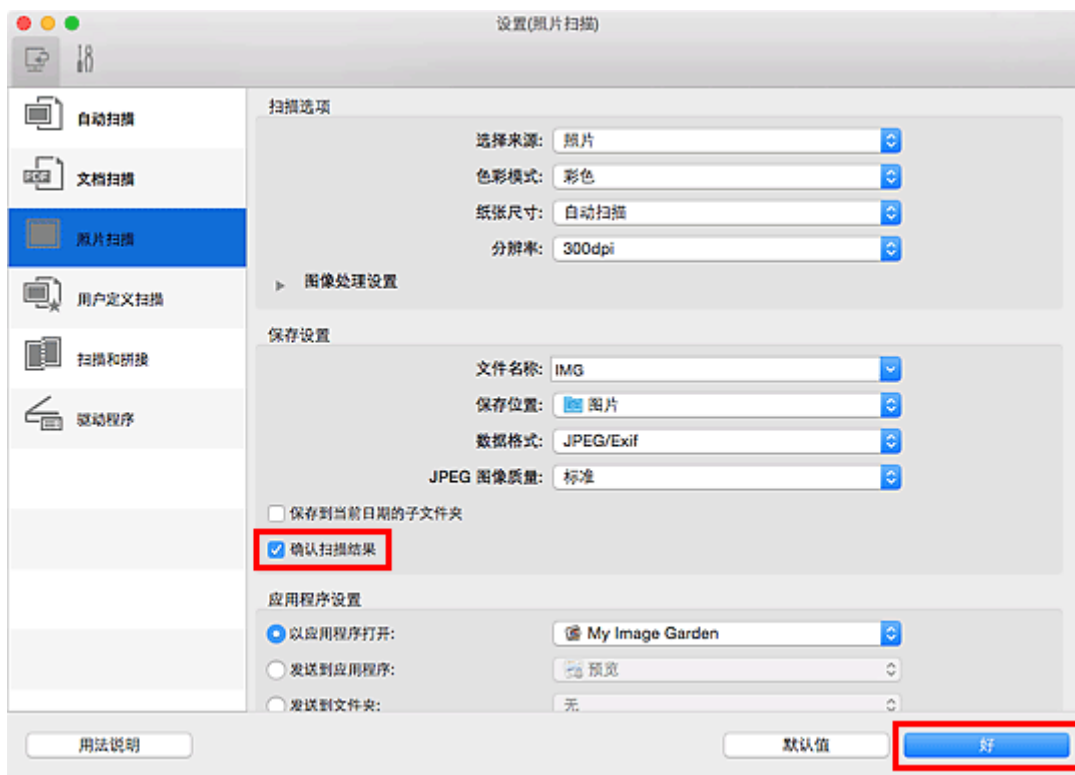 设置(照片扫描)
自动扫描
文档扫描
照片扫描
用户定义扫描
扫描和拼接
驱动程序
扫描选项
选择来源: 照片
色彩模式: 彩色
纸张尺寸: 自动扫描
分辨率: 300dpi
图像处理设置
保存设置
文件名称: IMG
保存位置: 图片
数据格式: JPEG/Exif
JPEG 图像质量: 标准
保存到当前日期的子文件夹
确认扫描结果
应用程序设置
以应用程序打开: My Image Garden
发送到应用程序: 预览
发送到文件夹: 无
用法说明 默认值 好